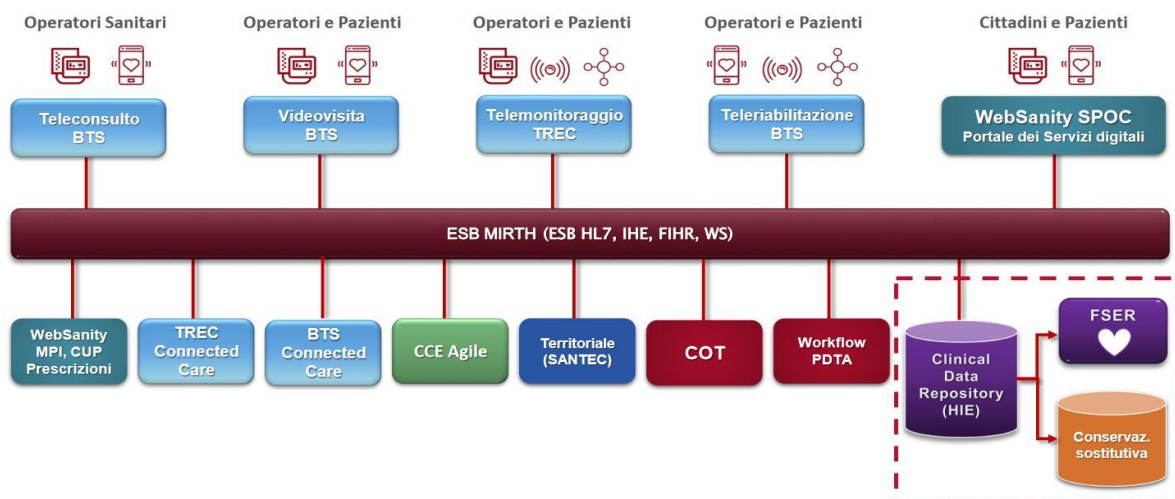 Operatori Sanitari
Operatori e Pazienti
Operatori e Pazienti
Operatori e Pazienti
Cittadini e Pazienti
Teleconsulto
BTS
Videovisita
BTS
Telemonitoraggio
TREC
Teleriabilitazione
BTS
WebSanity SPOC
Portale dei Servizi digitali
ESB MIRTH (ESB HL7, IHE, FIHR, WS)
WebSanity
MPI, CUP
Prescrizioni
TREC
Connected
Care
BTS
Connected
Care
CCE Agile
Territoriale
(SANTEC)
COT
Workflow
PDTA
Clinical
Data
Repository
(HIE)
FSER
Conservaz.
sostitutiva